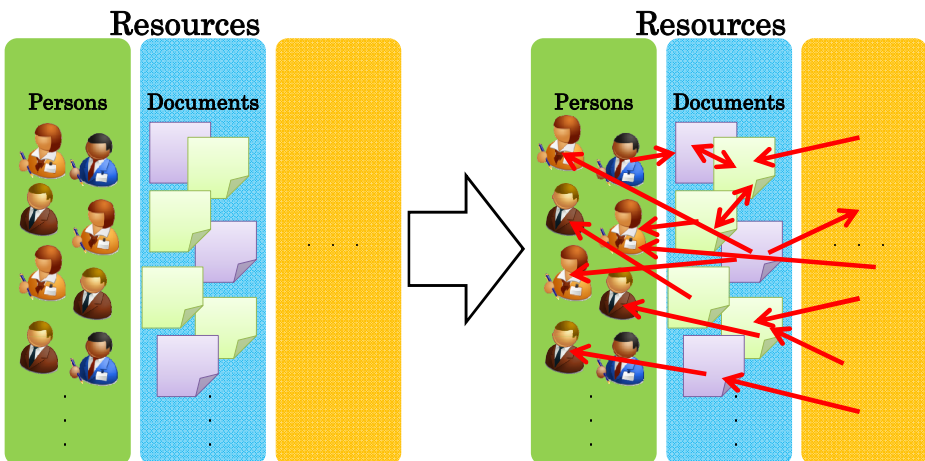 Resources
Persons
Documents
. . .
.
.
.
.
.
.
Resources
Persons
Documents
. . .
.
.
.
.
.
.